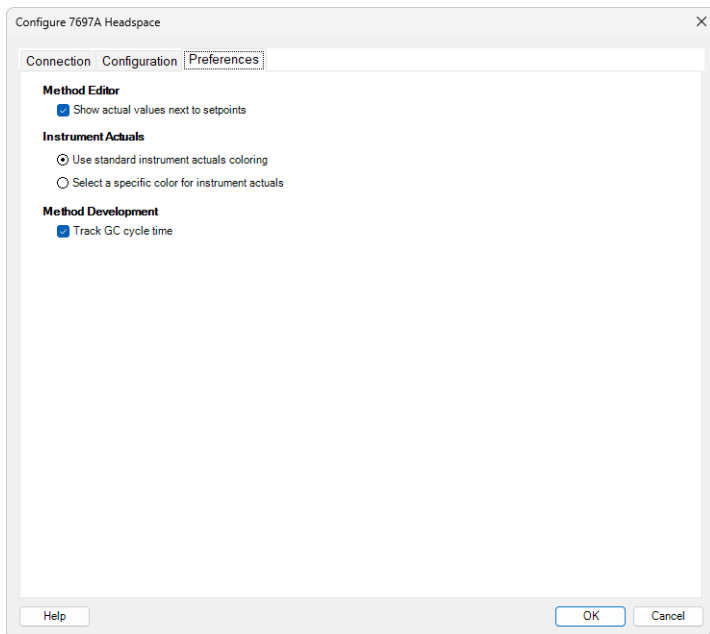 Configure 7697A Headspace
Connection Configuration Preferences
Method Editor
Show actual values next to setpoints
Instrument Actuals
Use standard instrument actuals coloring
Select a specific color for instrument actuals
Method Development
Track GC cycle time
Help OK Cancel